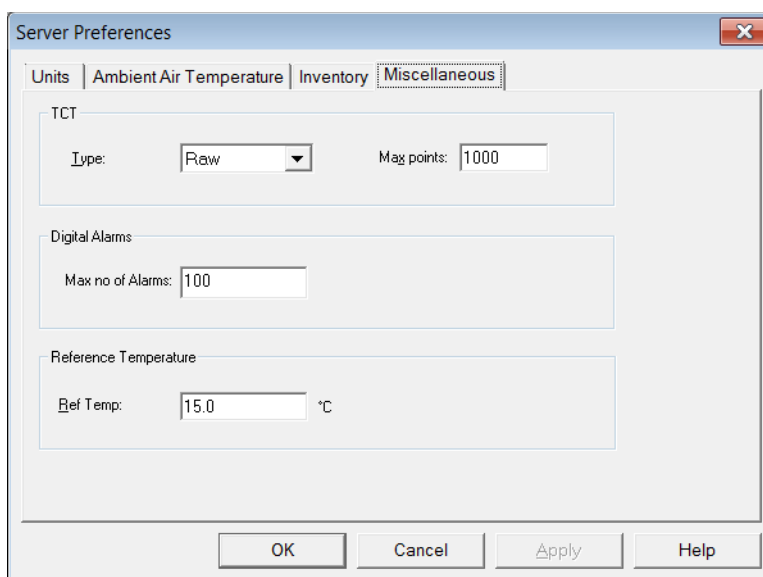 Server Preferences
Units Ambient Air Temperature Inventory Miscellaneous
TCT
Type: Raw Max points: 1000
Digital Alarms
Max no of Alarms: 100
Reference Temperature
Ref Temp: 15.0 °C
OK Cancel Apply Help